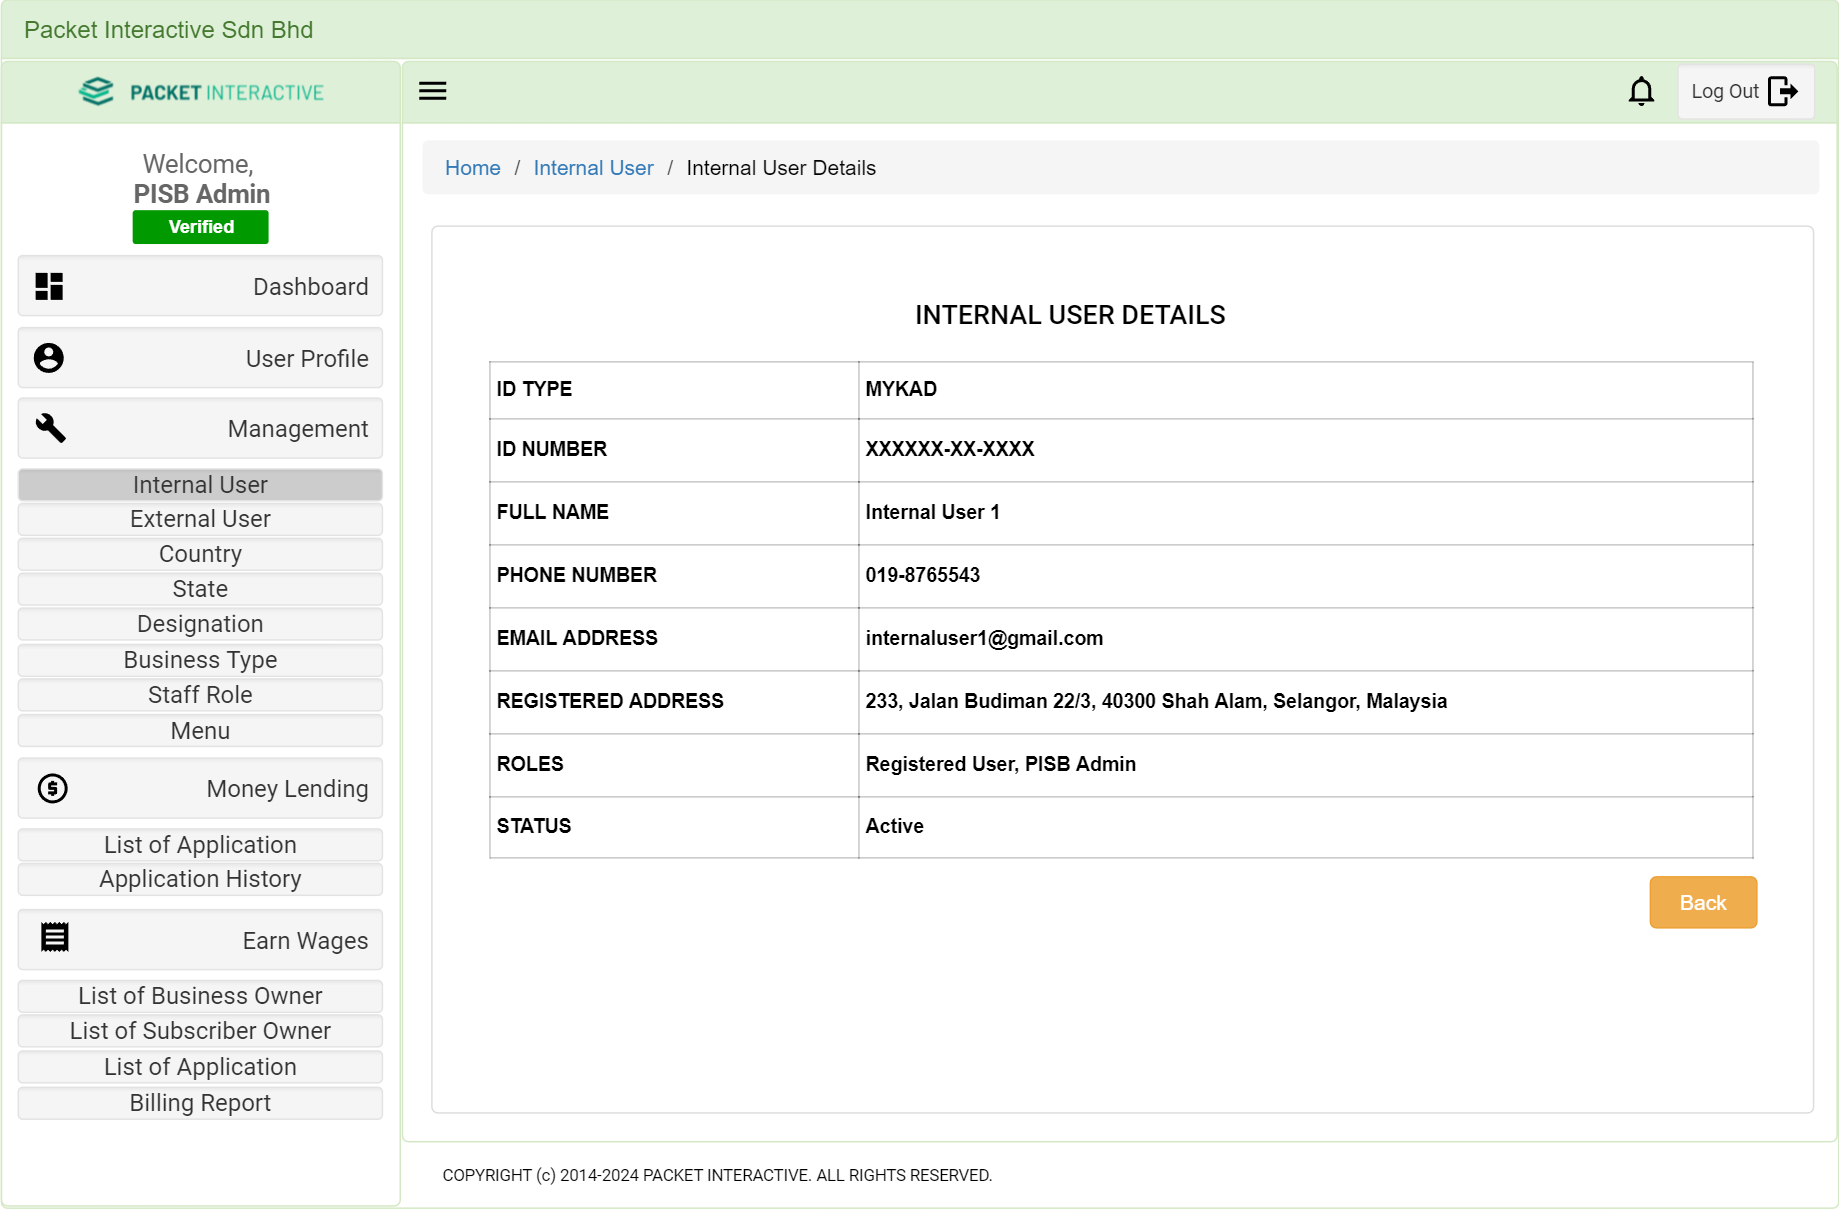 Packet Interactive Sdn Bhd
PACKET INTERACTIVE
Log Out
Welcome,
PISB Admin
Verified
Dashboard
User Profile
Management
Internal User
External User
Country
State
Designation
Business Type
Staff Role
Menu
Money Lending
List of Application
Application History
Earn Wages
List of Business Owner
List of Subscriber Owner
List of Application
Billing Report
Home / Internal User / Internal User Details
INTERNAL USER DETAILS
ID TYPE MYKAD
ID NUMBER XXXXXX-XX-XXXX
FULL NAME Internal User 1
PHONE NUMBER 019-8765543
EMAIL ADDRESS internaluser1@gmail.com
REGISTERED ADDRESS 233, Jalan Budiman 22/3, 40300 Shah Alam, Selangor, Malaysia
ROLES Registered User, PISB Admin
STATUS Active
Back
COPYRIGHT (c) 2014-2024 PACKET INTERACTIVE. ALL RIGHTS RESERVED.